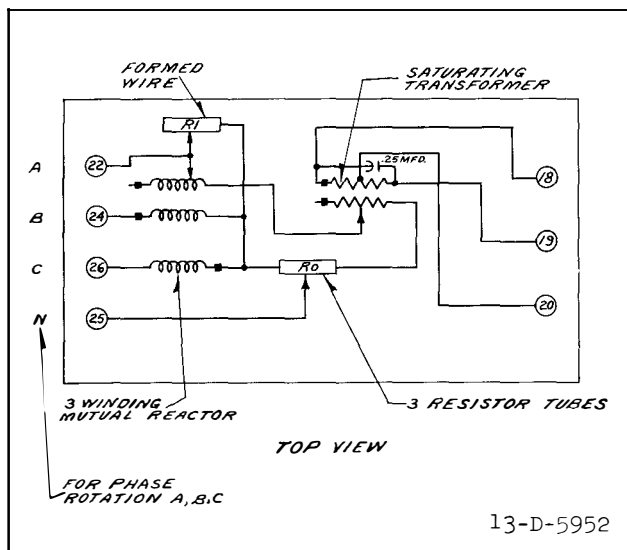 FORMED
WIRE
SATURATING
TRANSFORMER
R1
.25 MFD.
A
22
18
B
24
19
C
26
R0
20
N
25
3 WINDING
MUTUAL REACTOR
3 RESISTOR TUBES
TOP VIEW
FOR PHASE
ROTATION A, B, C
13-D-5952